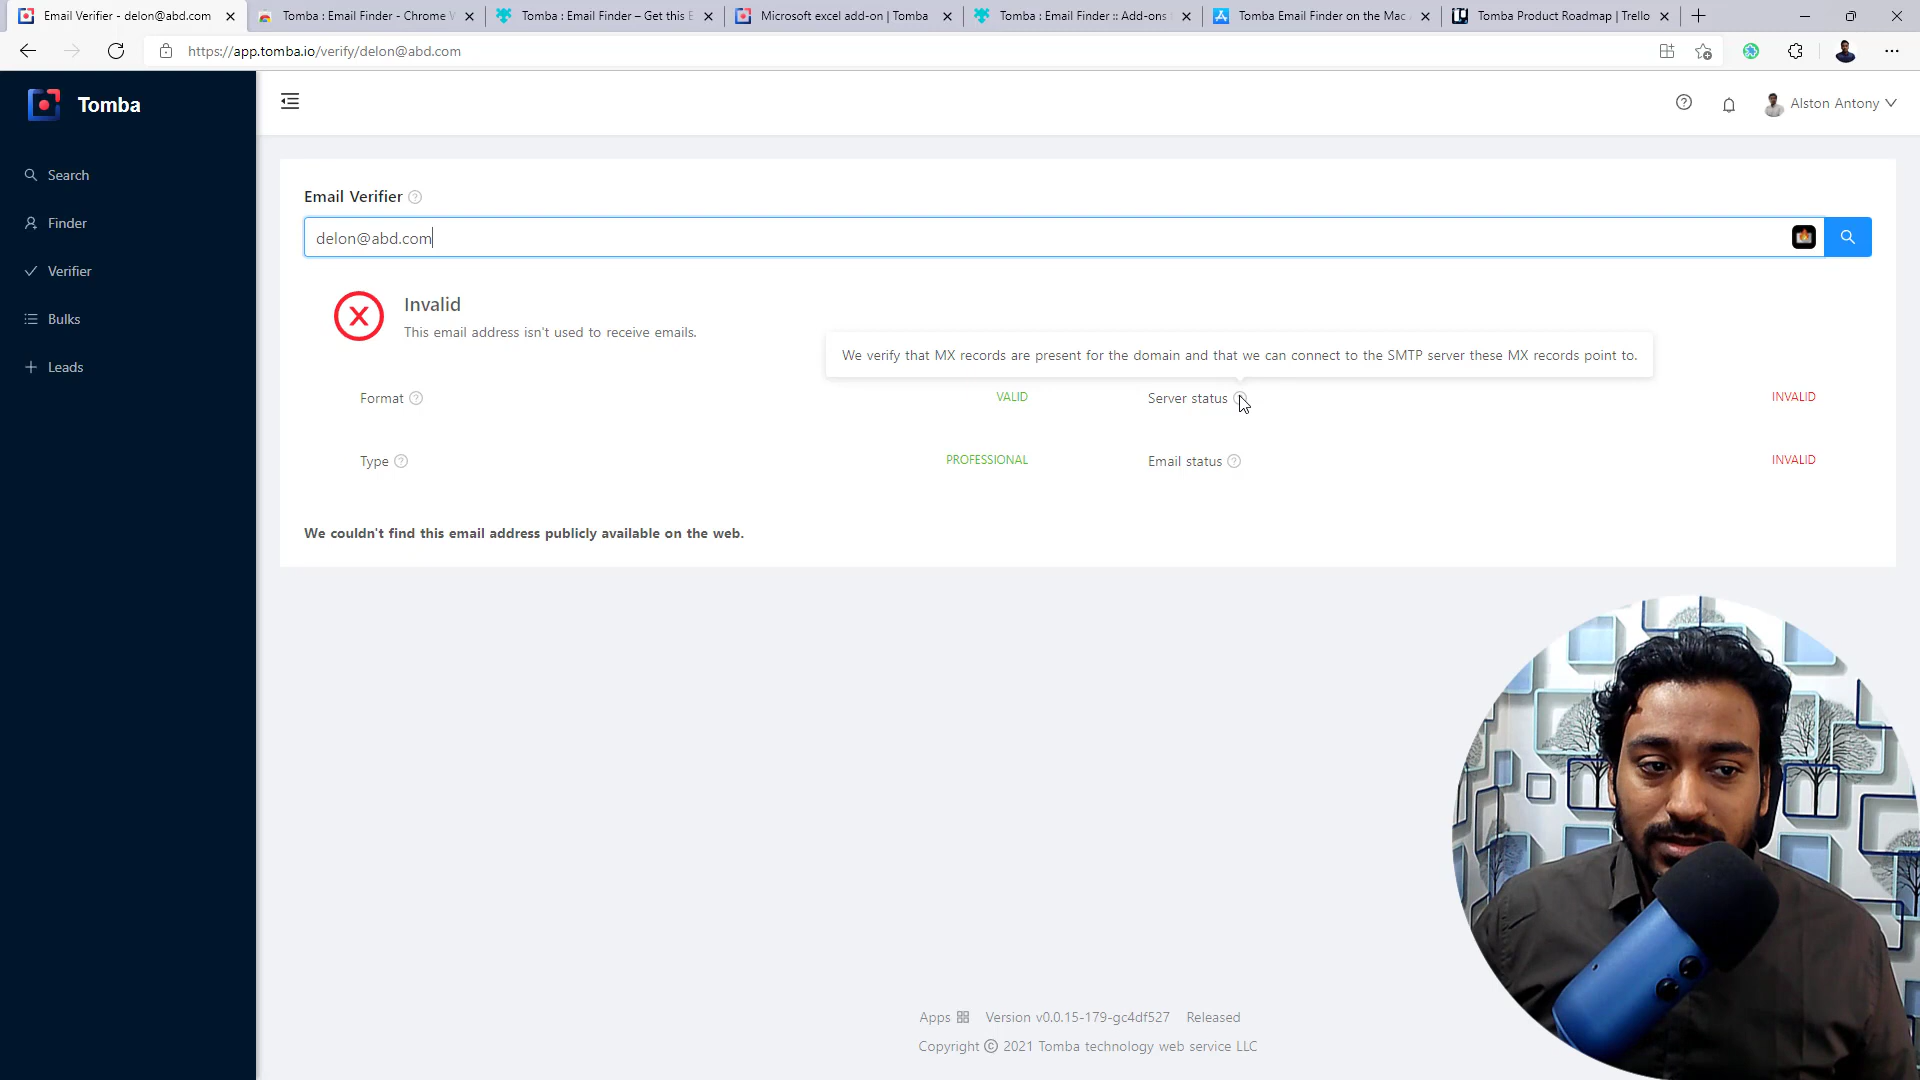 Email Verifier - delon@abd.com
Tomba : Email Finder - Chrome W
Tomba : Email Finder – Get this E
Microsoft excel add-on | Tomba
Tomba : Email Finder :: Add-ons
Tomba Email Finder on the Mac
Tomba Product Roadmap | Trello
https://app.tomba.io/verify/delon@abd.com
Tomba
Alston Antony
Search
Finder
Verifier
Bulks
Leads
Email Verifier
delon@abd.com
Invalid
This email address isn't used to receive emails.
We verify that MX records are present for the domain and that we can connect to the SMTP server these MX records point to.
Format VALID
Server status INVALID
Type PROFESSIONAL
Email status INVALID
We couldn't find this email address publicly available on the web.
Apps Version v0.0.15-179-gc4df527 Released
Copyright © 2021 Tomba technology web service LLC